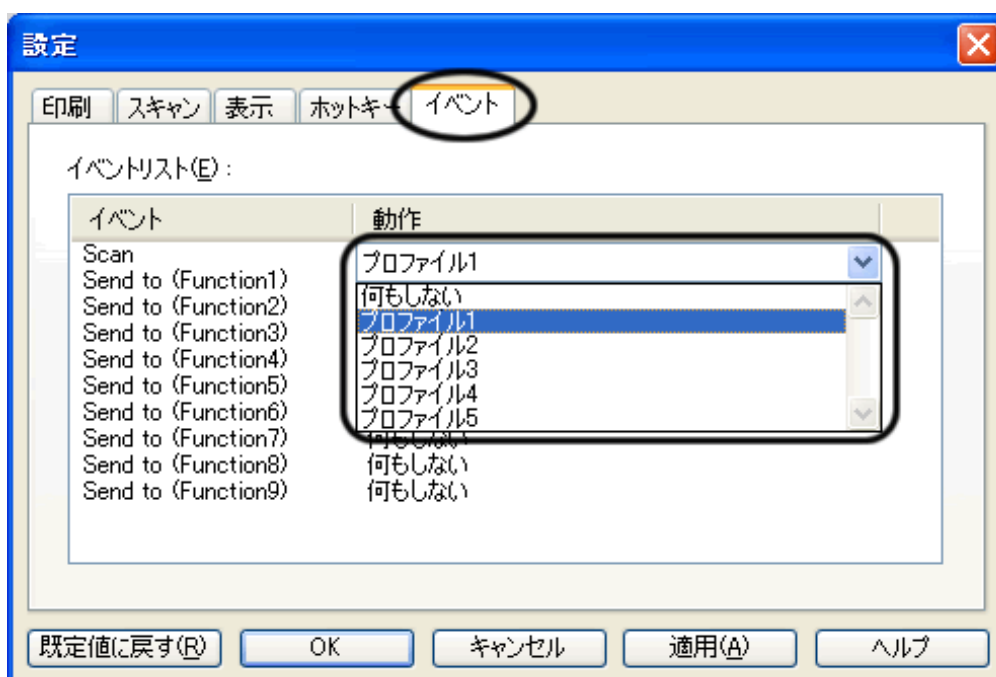 設定
印刷 スキャン 表示 ホットキー イベント
イベントリスト(E) :
イベント 動作
Scan プロファイル1
Send to (Function1) 何もしない
Send to (Function2) プロファイル1
Send to (Function3) プロファイル2
Send to (Function4) プロファイル3
Send to (Function5) プロファイル4
Send to (Function6) プロファイル5
Send to (Function7) 何もしない
Send to (Function8) 何もしない
Send to (Function9) 何もしない
既定値に戻す(R) OK キャンセル 適用(A) ヘルプ